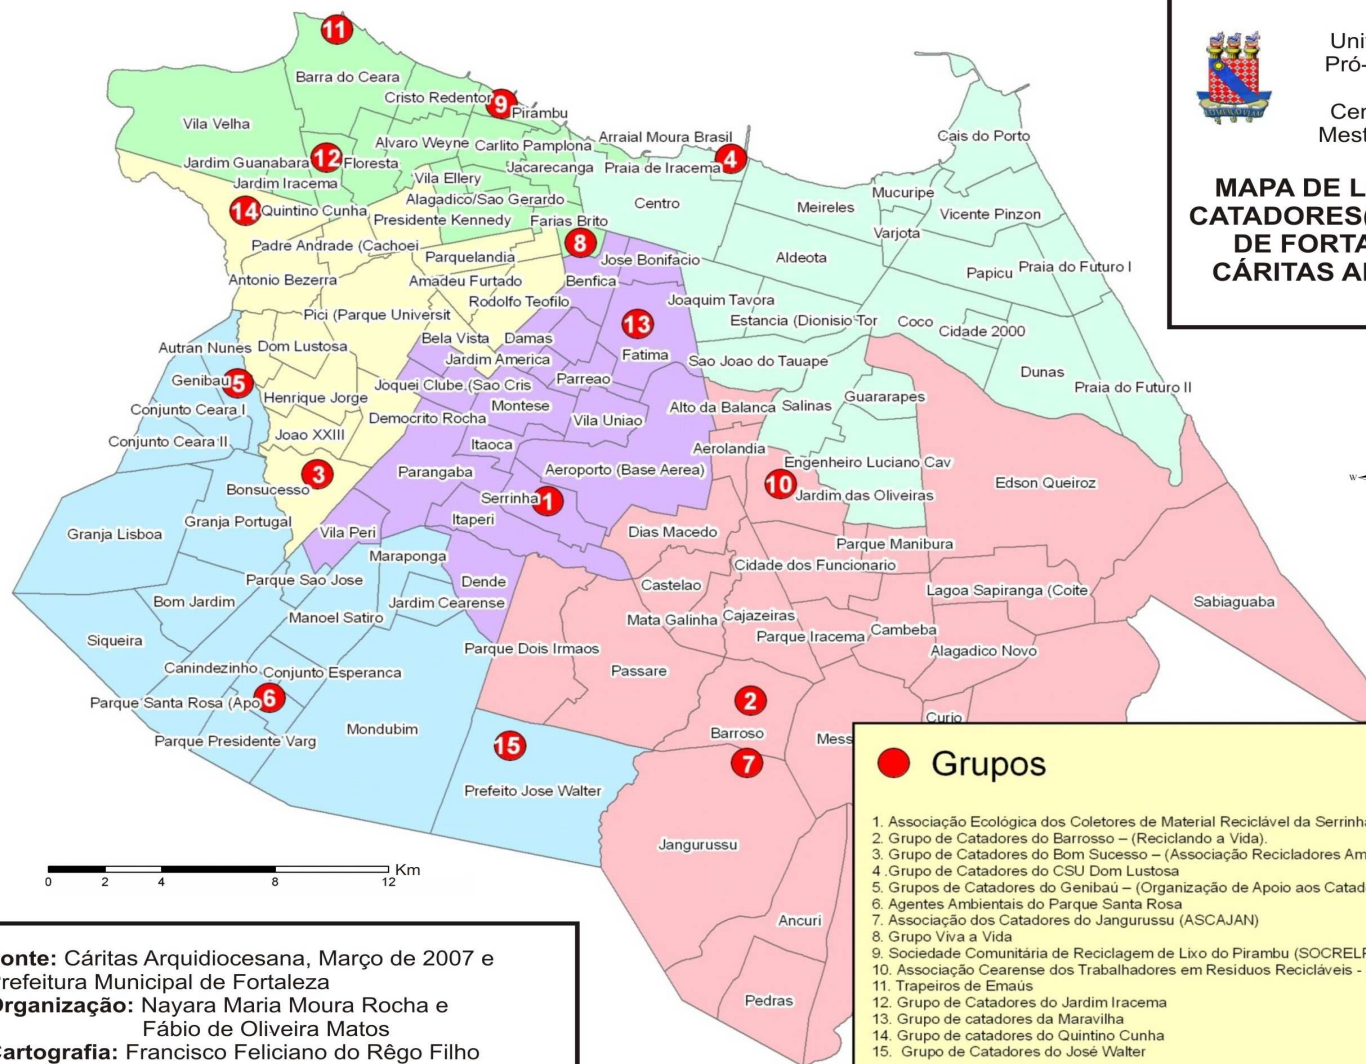 11
Barra do Ceara
Cristo Redentor
9
Pirambu
Vila Velha
Alvaro Weyne
Carlito Pamplona
Arraial Moura Brasil
Cais do Porto
Jardim Guanabara
12
Floresta
Jacarecanga
Praia de Iracema
4
Jardim Iracema
Vila Ellery
Mucuripe
14
Quintino Cunha
Alagadico/Sao Gerardo
Centro
Meireles
Vicente Pinzon
Presidente Kennedy
Farias Brito
Varjota
Padre Andrade (Cachoei
8
Parquelandia
Jose Bonifacio
Aldeota
Papicu
Praia do Futuro I
Antonio Bezerra
Amadeu Furtado
Benfica
Rodolfo Teofilo
Joaquim Tavora
Pici (Parque Universit
13
Estancia (Dionisio Tor
Coco
Cidade 2000
Autran Nunes
Dom Lustosa
Bela Vista
Damas
Jardim America
Fatima
Sao Joao do Tauape
Dunas
Genibau
5
Joquei Clube (Sao Cris
Parreao
Praia do Futuro II
Henrique Jorge
Conjunto Ceara I
Montese
Alto da Balanca
Salinas
Guararapes
Democrito Rocha
Vila Uniao
Joao XXIII
Conjunto Ceara II
Itaoca
Aerolandia
3
Parangaba
Aeroporto (Base Aerea)
Engenheiro Luciano Cav
Bonsucesso
10
Edson Queiroz
Serrinha
1
Jardim das Oliveiras
Granja Portugal
Itaperi
Granja Lisboa
Vila Peri
Dias Macedo
Parque Manibura
Maraponga
Cidade dos Funcionario
Parque Sao Jose
Dende
Castelao
Lagoa Sapiranga (Coite
Bom Jardim
Jardim Cearense
Sabiaguaba
Manoel Satiro
Mata Galinha
Cajazeiras
Siqueira
Parque Iracema
Cambeba
Parque Dois Irmaos
Alagadico Novo
Canindezinho
Conjunto Esperanca
Passare
Parque Santa Rosa (Apo
6
2
Mondubim
Curio
Parque Presidente Varg
Barroso
Mess
15
7
Prefeito Jose Walter
Jangurussu
Ancuri
Pedras
Km
0 2 4 8 12
Uni
Pró-
Cer
Mest
MAPA DE L
CATADORES(
DE FORTA
CÁRITAS A
W
onte: Cáritas Arquidiocesana, Março de 2007 e
refeitura Municipal de Fortaleza
Organização: Nayara Maria Moura Rocha e
Fábio de Oliveira Matos
Cartografia: Francisco Feliciano do Rêgo Filho
Grupos
1. Associação Ecológica dos Coletores de Material Reciclável da Serrinha
2. Grupo de Catadores do Barrosso – (Reciclando a Vida).
3. Grupo de Catadores do Bom Sucesso – (Associação Recicladores Am
4 .Grupo de Catadores do CSU Dom Lustosa
5. Grupos de Catadores do Genibaú – (Organização de Apoio aos Catad
6. Agentes Ambientais do Parque Santa Rosa
7. Associação dos Catadores do Jangurussu (ASCAJAN)
8. Grupo Viva a Vida
9. Sociedade Comunitária de Reciclagem de Lixo do Pirambu (SOCRELP
10. Associação Cearense dos Trabalhadores em Resíduos Recicláveis -
11. Trapeiros de Emaús
12. Grupo de Catadores do Jardim Iracema
13. Grupo de catadores da Maravilha
14. Grupo de catadores do Quintino Cunha
15. Grupo de Catadores do José Walter